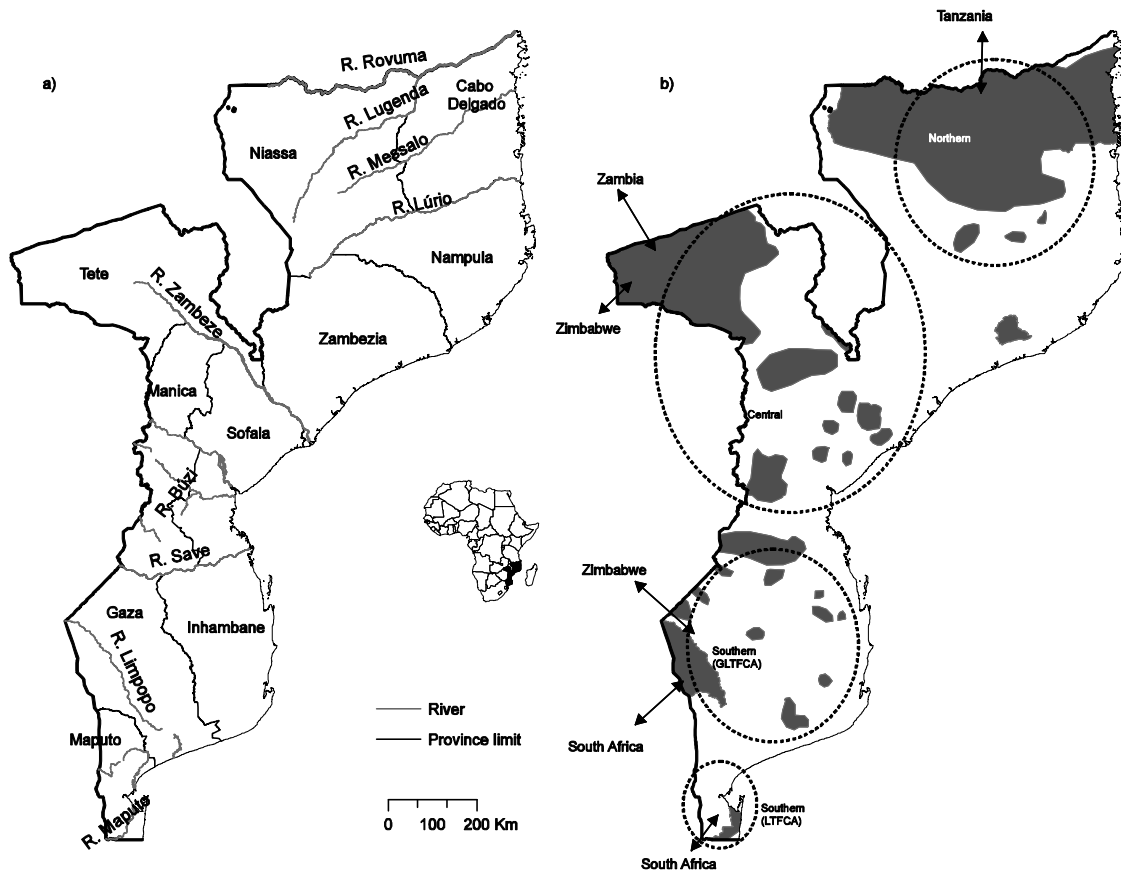 a)
R. Rovuma
R. Lugenda
Cabo
Delgado
Niassa
R. Messalo
R. Lúrio
Nampula
Tete
R. Zambeze
Zambezia
Manica
Sofala
R. Búzi
R. Save
Gaza
Inhambane
R. Limpopo
Maputo
R. Maputo
River
Province limit
0 100 200 Km
b)
Tanzania
Northern
Zambia
Zimbabwe
Central
Zimbabwe
Southern
(GLTFCA)
South Africa
Southern
(LTFCA)
South Africa